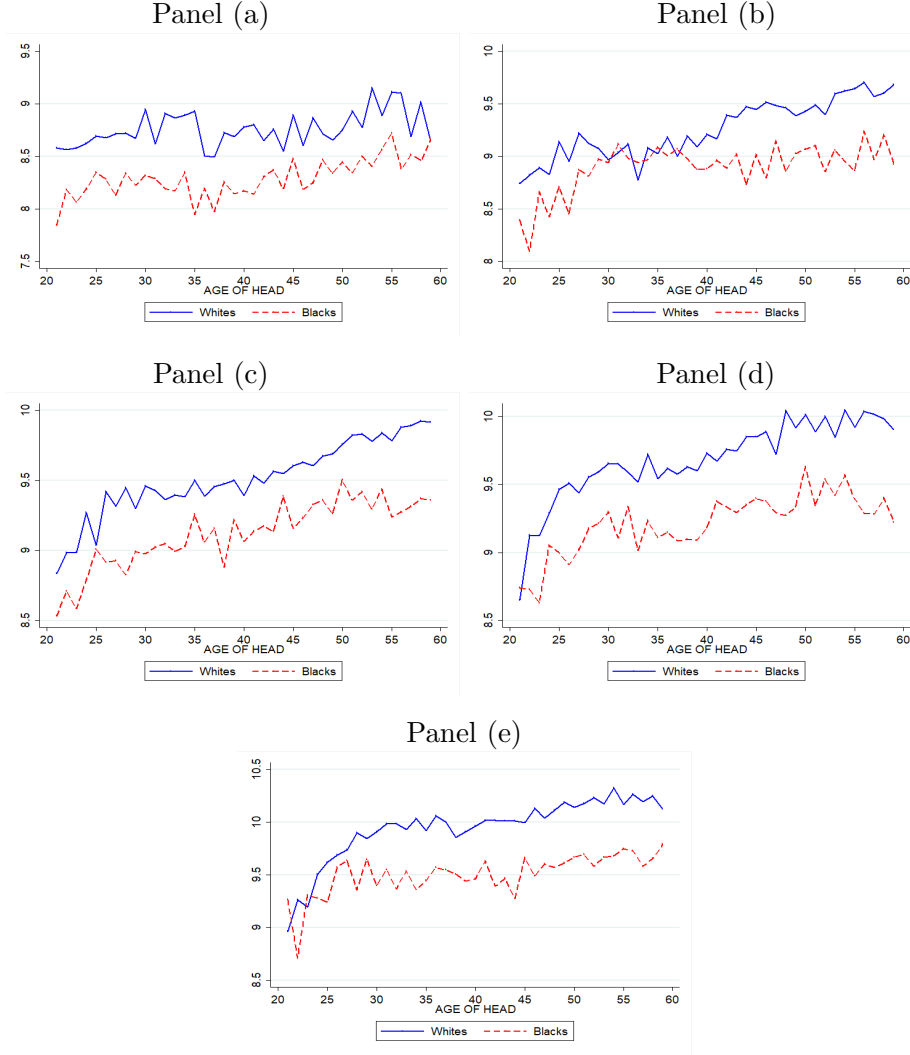 Panel (a)
9.5
9
8.5
8
7.5
20 25 30 35 40 45 50 55 60
AGE OF HEAD
Whites Blacks
Panel (b)
10
9.5
9
8.5
8
20 25 30 35 40 45 50 55 60
AGE OF HEAD
Whites Blacks
Panel (c)
10
9.5
9
8.5
20 25 30 35 40 45 50 55 60
AGE OF HEAD
Whites Blacks
Panel (d)
10
9.5
9
8.5
20 25 30 35 40 45 50 55 60
AGE OF HEAD
Whites Blacks
Panel (e)
10.5
10
9.5
9
8.5
20 25 30 35 40 45 50 55 60
AGE OF HEAD
Whites Blacks